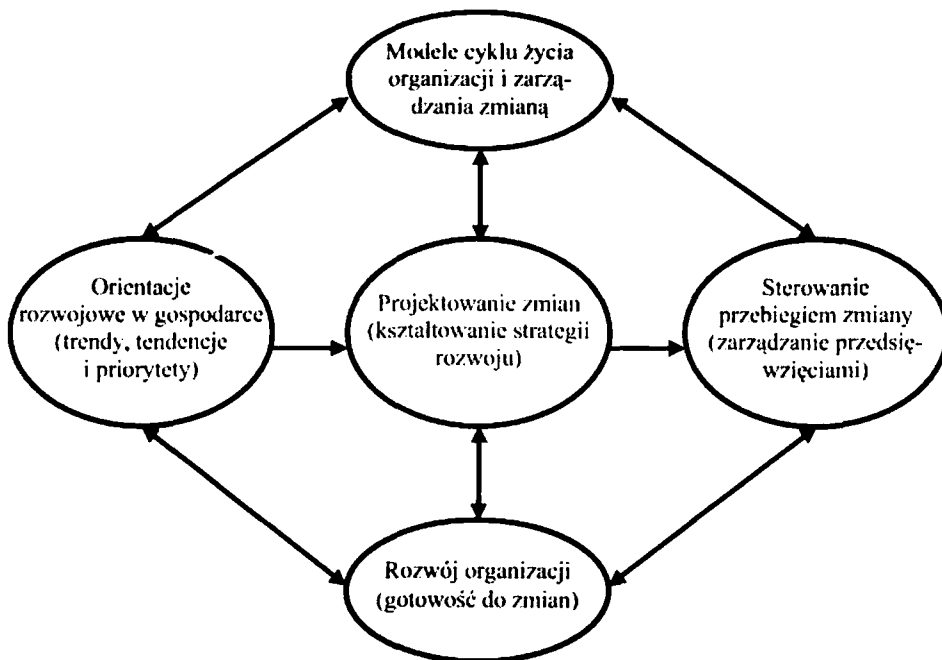 Modele cyklu życia
organizacji i zarzą-
dzania zmianą
Orientacje
rozwojowe w gospodarce
(trendy, tendencje
i priorytety)
Projektowanie zmian
(kształtowanie strategii
rozwoju)
Sterowanie
przebiegiem zmiany
(zarządzanie przedsię-
wzięciami)
Rozwój organizacji
(gotowość do zmian)